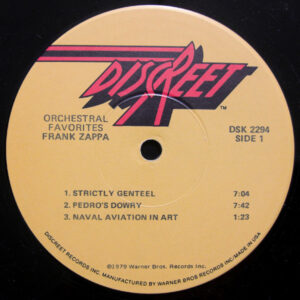 DISCREET
TM
ORCHESTRAL
FAVORITES
FRANK ZAPPA
DSK 2294
SIDE 1
1. STRICTLY GENTEEL 7:04
2. PEDRO'S DOWRY 7:42
3. NAVAL AVIATION IN ART 1:23
©1979 Warner Bros. Records Inc.
DISCREET RECORDS INC. MANUFACTURED BY WARNER BROS RECORDS INC. MADE IN USA